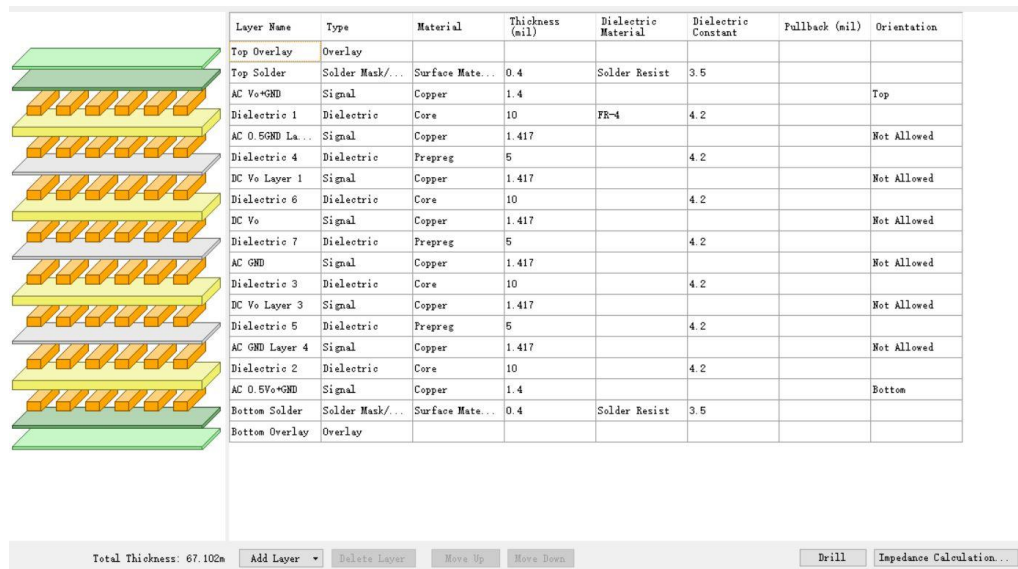 Layer Name Type Material Thickness (mil) Dielectric Material Dielectric Constant Pullback (mil) Orientation
Top Overlay Overlay
Top Solder Solder Mask/... Surface Mate... 0.4 Solder Resist 3.5
AC Vo+GND Signal Copper 1.4 Top
Dielectric 1 Dielectric Core 10 FR-4 4.2
AC 0.5GND La... Signal Copper 1.417 Not Allowed
Dielectric 4 Dielectric Prepreg 5 4.2
DC Vo Layer 1 Signal Copper 1.417 Not Allowed
Dielectric 6 Dielectric Core 10 4.2
DC Vo Signal Copper 1.417 Not Allowed
Dielectric 7 Dielectric Prepreg 5 4.2
AC GND Signal Copper 1.417 Not Allowed
Dielectric 3 Dielectric Core 10 4.2
DC Vo Layer 3 Signal Copper 1.417 Not Allowed
Dielectric 5 Dielectric Prepreg 5 4.2
AC GND Layer 4 Signal Copper 1.417 Not Allowed
Dielectric 2 Dielectric Core 10 4.2
AC 0.5Vo+GND Signal Copper 1.4 Bottom
Bottom Solder Solder Mask/... Surface Mate... 0.4 Solder Resist 3.5
Bottom Overlay Overlay
Total Thickness: 67.102m Add Layer Delete Layer Move Up Move Down Drill Impedance Calculation...